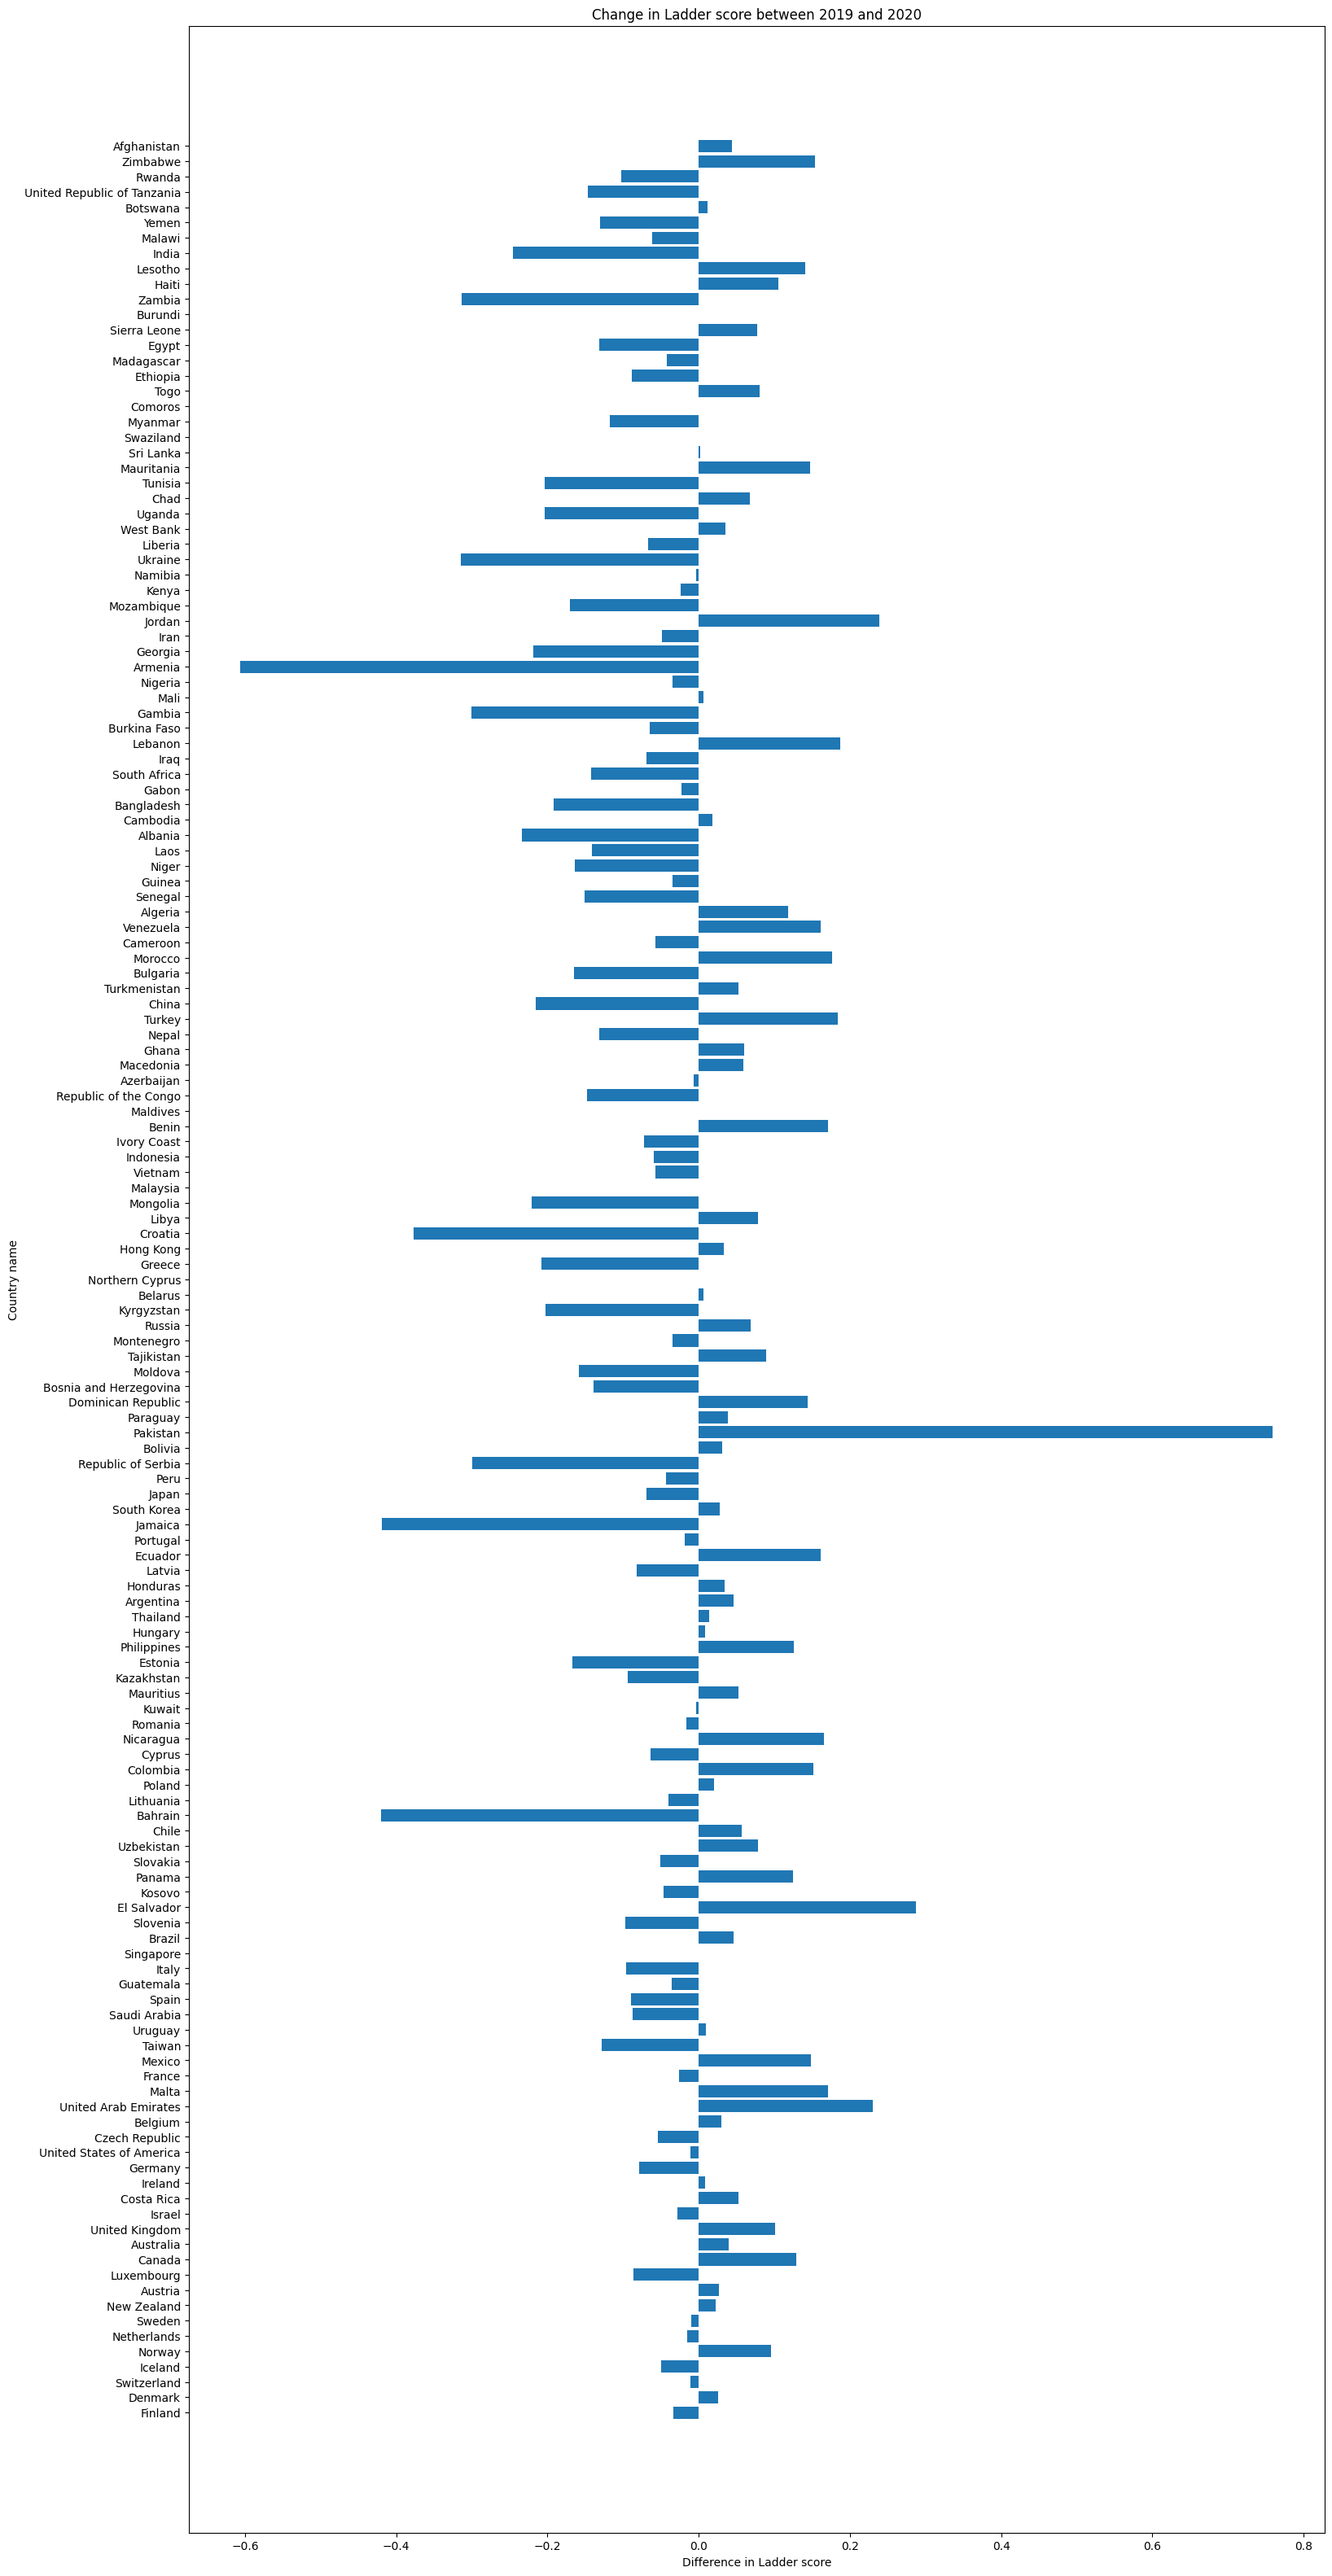 Change in Ladder score between 2019 and 2020
Country name
Afghanistan
Zimbabwe
Rwanda
United Republic of Tanzania
Botswana
Yemen
Malawi
India
Lesotho
Haiti
Zambia
Burundi
Sierra Leone
Egypt
Madagascar
Ethiopia
Togo
Comoros
Myanmar
Swaziland
Sri Lanka
Mauritania
Tunisia
Chad
Uganda
West Bank
Liberia
Ukraine
Namibia
Kenya
Mozambique
Jordan
Iran
Georgia
Armenia
Nigeria
Mali
Gambia
Burkina Faso
Lebanon
Iraq
South Africa
Gabon
Bangladesh
Cambodia
Albania
Laos
Niger
Guinea
Senegal
Algeria
Venezuela
Cameroon
Morocco
Bulgaria
Turkmenistan
China
Turkey
Nepal
Ghana
Macedonia
Azerbaijan
Republic of the Congo
Maldives
Benin
Ivory Coast
Indonesia
Vietnam
Malaysia
Mongolia
Libya
Croatia
Hong Kong
Greece
Northern Cyprus
Belarus
Kyrgyzstan
Russia
Montenegro
Tajikistan
Moldova
Bosnia and Herzegovina
Dominican Republic
Paraguay
Pakistan
Bolivia
Republic of Serbia
Peru
Japan
South Korea
Jamaica
Portugal
Ecuador
Latvia
Honduras
Argentina
Thailand
Hungary
Philippines
Estonia
Kazakhstan
Mauritius
Kuwait
Romania
Nicaragua
Cyprus
Colombia
Poland
Lithuania
Bahrain
Chile
Uzbekistan
Slovakia
Panama
Kosovo
El Salvador
Slovenia
Brazil
Singapore
Italy
Guatemala
Spain
Saudi Arabia
Uruguay
Taiwan
Mexico
France
Malta
United Arab Emirates
Belgium
Czech Republic
United States of America
Germany
Ireland
Costa Rica
Israel
United Kingdom
Australia
Canada
Luxembourg
Austria
New Zealand
Sweden
Netherlands
Norway
Iceland
Switzerland
Denmark
Finland
−0.6 −0.4 −0.2 0.0 0.2 0.4 0.6 0.8
Difference in Ladder score